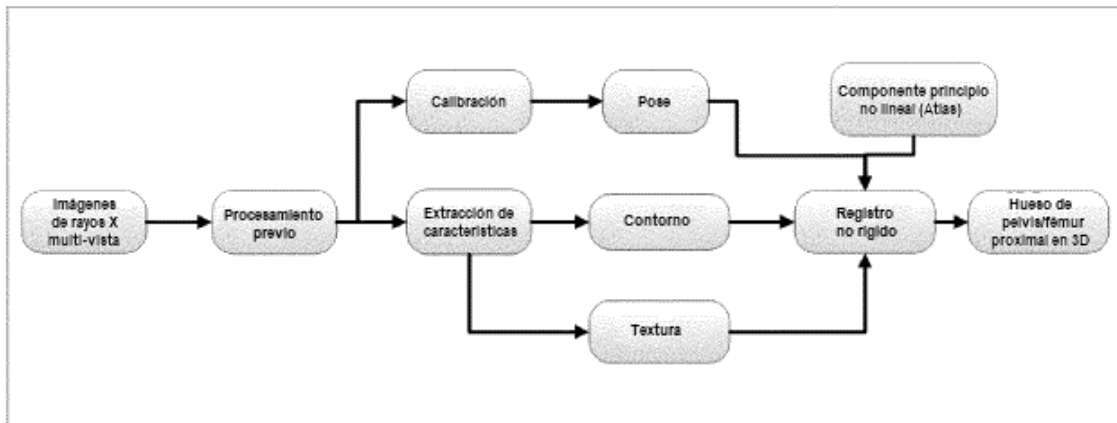 Calibración
Pose
Componente principio
no lineal (Atlas)
Imágenes
de rayos X
multi-vista
Procesamiento
previo
Extracción de
características
Contorno
Registro
no rígido
Hueso de
pelvis/fémur
proximal en 3D
Textura